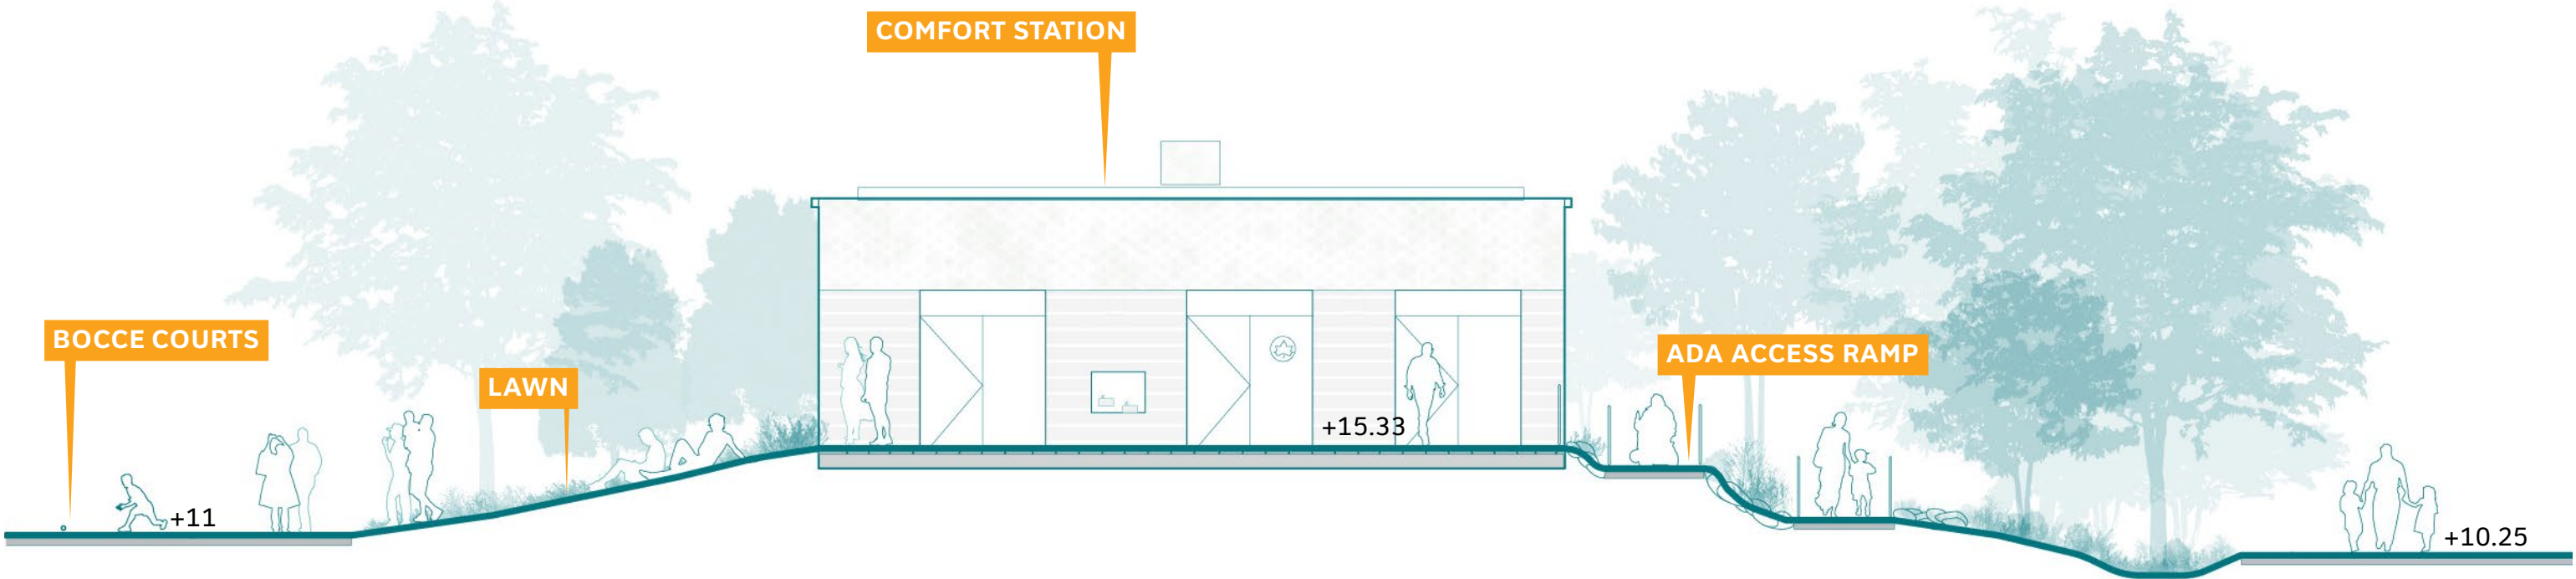 COMFORT STATION
BOCCE COURTS
LAWN
ADA ACCESS RAMP
+11
+15.33
+10.25